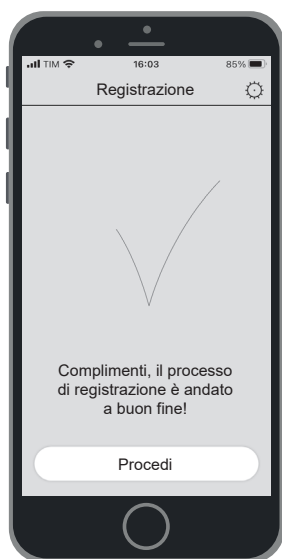 TIM 16:03 85%
Registrazione
Complimenti, il processo
di registrazione è andato
a buon fine!
Procedi